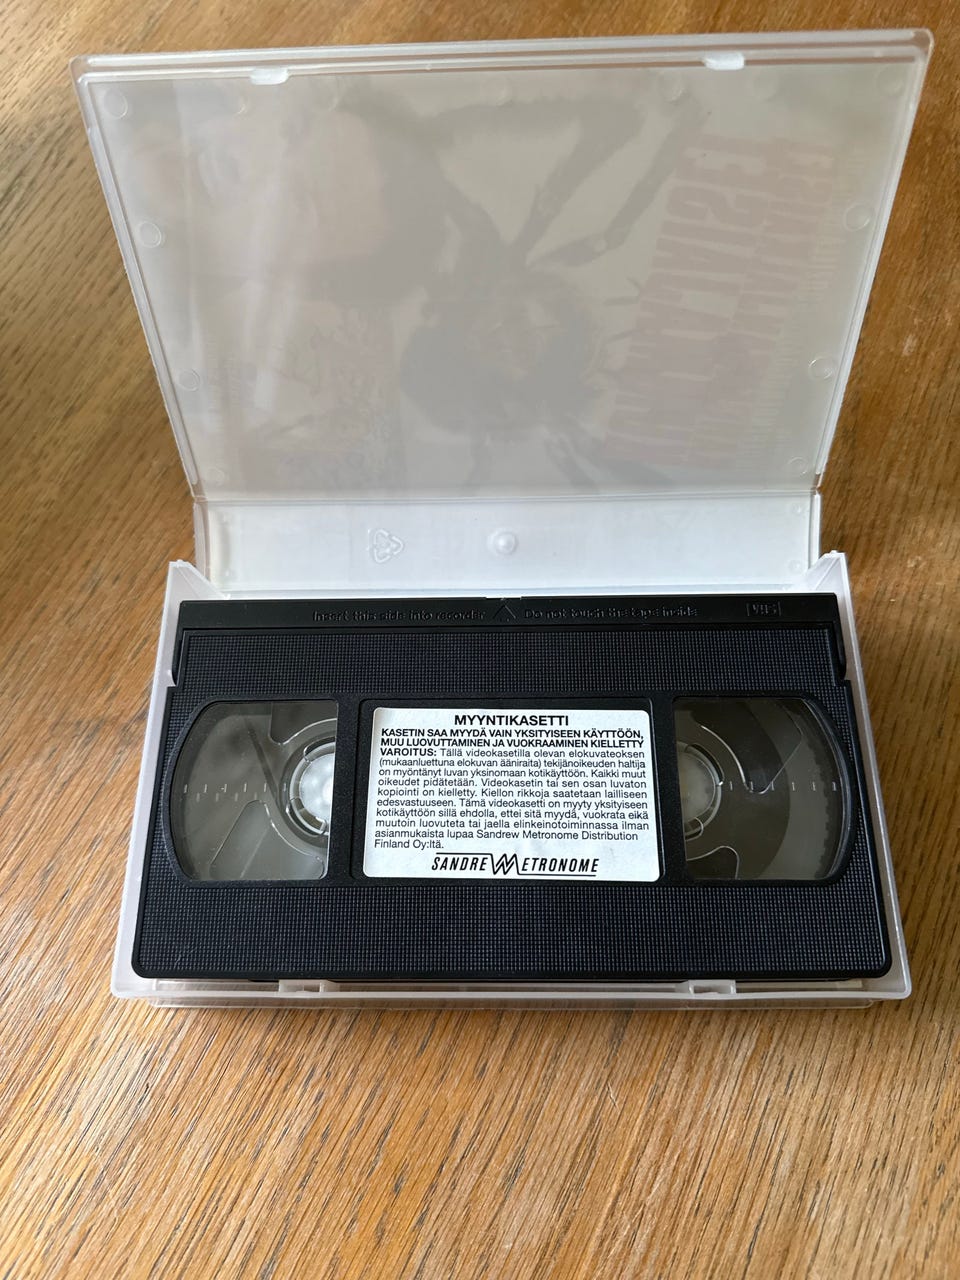 Insert this side into recorder Do not touch the tape inside VHS
MYYNTIKASETTI
KASETIN SAA MYYDÄ VAIN YKSITYISEEN KÄYTTÖÖN,
MUU LUOVUTTAMINEN JA VUOKRAAMINEN KIELLETTY
VAROITUS: Tällä videokasetilla olevan elokuvateoksen
(mukaanluettuna elokuvan ääniraita) tekijänoikeuden haltija
on myöntänyt luvan yksinomaan kotikäyttöön. Kaikki muut
oikeudet pidätetään. Videokasetin tai sen osan luvaton
kopiointi on kielletty. Kiellon rikkoja saatetaan lailliseen
edesvastuuseen. Tämä videokasetti on myyty yksityiseen
kotikäyttöön sillä ehdolla, ettei sitä myydä, vuokrata eikä
muutoin luovuteta tai jaella elinkeinotoiminnassa ilman
asianmukaista lupaa Sandrew Metronome Distribution
Finland Oy:ltä.
SANDREW METRONOME